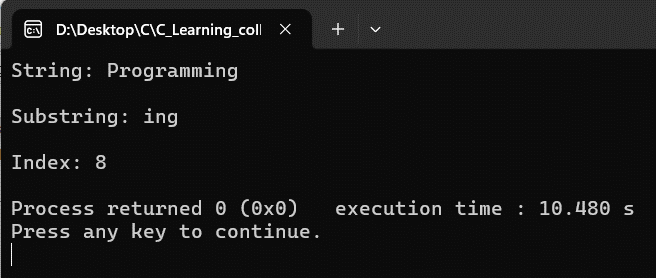 D:\Desktop\C\C_Learning_coll
String: Programming
Substring: ing
Index: 8
Process returned 0 (0x0)   execution time : 10.480 s
Press any key to continue.